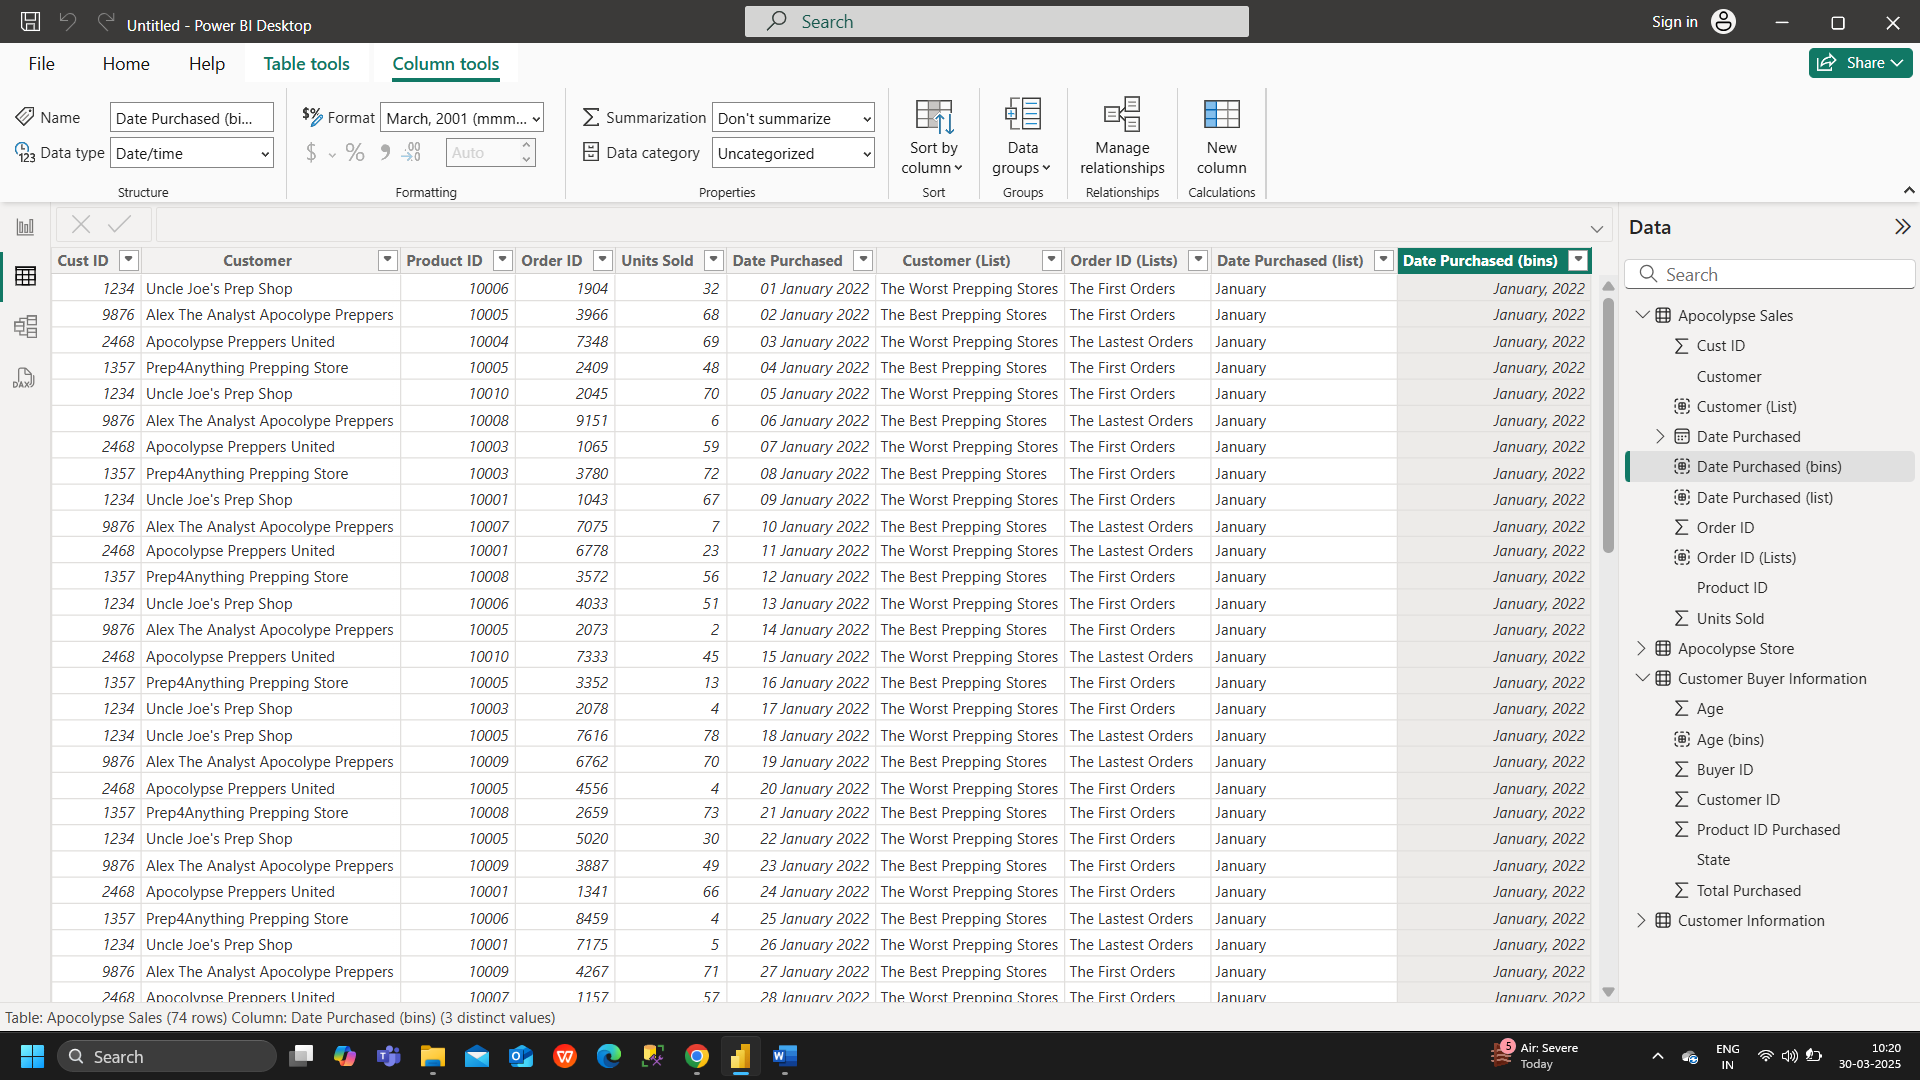 Untitled - Power BI Desktop
Search
Sign in
File Home Help Table tools Column tools
Share
Name Date Purchased (bi...
Data type Date/time
Structure
Format March, 2001 (mmm...
$ % 9 .00 Auto
Formatting
Summarization Don't summarize
Data category Uncategorized
Properties
Sort by column
Sort
Data groups
Groups
Manage relationships
Relationships
New column
Calculations
Cust ID Customer Product ID Order ID Units Sold Date Purchased Customer (List) Order ID (Lists) Date Purchased (list) Date Purchased (bins)
1234 Uncle Joe's Prep Shop 10006 1904 32 01 January 2022 The Worst Prepping Stores The First Orders January January, 2022
9876 Alex The Analyst Apocolype Preppers 10005 3966 68 02 January 2022 The Best Prepping Stores The First Orders January January, 2022
2468 Apocolypse Preppers United 10004 7348 69 03 January 2022 The Worst Prepping Stores The Lastest Orders January January, 2022
1357 Prep4Anything Prepping Store 10005 2409 48 04 January 2022 The Best Prepping Stores The First Orders January January, 2022
1234 Uncle Joe's Prep Shop 10010 2045 70 05 January 2022 The Worst Prepping Stores The First Orders January January, 2022
9876 Alex The Analyst Apocolype Preppers 10008 9151 6 06 January 2022 The Best Prepping Stores The Lastest Orders January January, 2022
2468 Apocolypse Preppers United 10003 1065 59 07 January 2022 The Worst Prepping Stores The First Orders January January, 2022
1357 Prep4Anything Prepping Store 10003 3780 72 08 January 2022 The Best Prepping Stores The First Orders January January, 2022
1234 Uncle Joe's Prep Shop 10001 1043 67 09 January 2022 The Worst Prepping Stores The First Orders January January, 2022
9876 Alex The Analyst Apocolype Preppers 10007 7075 7 10 January 2022 The Best Prepping Stores The Lastest Orders January January, 2022
2468 Apocolypse Preppers United 10001 6778 23 11 January 2022 The Worst Prepping Stores The Lastest Orders January January, 2022
1357 Prep4Anything Prepping Store 10008 3572 56 12 January 2022 The Best Prepping Stores The First Orders January January, 2022
1234 Uncle Joe's Prep Shop 10006 4033 51 13 January 2022 The Worst Prepping Stores The First Orders January January, 2022
9876 Alex The Analyst Apocolype Preppers 10005 2073 2 14 January 2022 The Best Prepping Stores The First Orders January January, 2022
2468 Apocolypse Preppers United 10010 7333 45 15 January 2022 The Worst Prepping Stores The Lastest Orders January January, 2022
1357 Prep4Anything Prepping Store 10005 3352 13 16 January 2022 The Best Prepping Stores The First Orders January January, 2022
1234 Uncle Joe's Prep Shop 10003 2078 4 17 January 2022 The Worst Prepping Stores The First Orders January January, 2022
1234 Uncle Joe's Prep Shop 10005 7616 78 18 January 2022 The Worst Prepping Stores The Lastest Orders January January, 2022
9876 Alex The Analyst Apocolype Preppers 10009 6762 70 19 January 2022 The Best Prepping Stores The Lastest Orders January January, 2022
2468 Apocolypse Preppers United 10005 4556 4 20 January 2022 The Worst Prepping Stores The First Orders January January, 2022
1357 Prep4Anything Prepping Store 10008 2659 73 21 January 2022 The Best Prepping Stores The First Orders January January, 2022
1234 Uncle Joe's Prep Shop 10005 5020 30 22 January 2022 The Worst Prepping Stores The First Orders January January, 2022
9876 Alex The Analyst Apocolype Preppers 10009 3887 49 23 January 2022 The Best Prepping Stores The First Orders January January, 2022
2468 Apocolypse Preppers United 10001 1341 66 24 January 2022 The Worst Prepping Stores The First Orders January January, 2022
1357 Prep4Anything Prepping Store 10006 8459 4 25 January 2022 The Best Prepping Stores The Lastest Orders January January, 2022
1234 Uncle Joe's Prep Shop 10001 7175 5 26 January 2022 The Worst Prepping Stores The Lastest Orders January January, 2022
9876 Alex The Analyst Apocolype Preppers 10009 4267 71 27 January 2022 The Best Prepping Stores The First Orders January January, 2022
2468 Apocolypse Preppers United 10007 1157 57 28 January 2022 The Worst Prepping Stores The First Orders January January, 2022
Data
Search
Apocolypse Sales
Cust ID
Customer
Customer (List)
Date Purchased
Date Purchased (bins)
Date Purchased (list)
Order ID
Order ID (Lists)
Product ID
Units Sold
Apocolypse Store
Customer Buyer Information
Age
Age (bins)
Buyer ID
Customer ID
Product ID Purchased
State
Total Purchased
Customer Information
Table: Apocolypse Sales (74 rows) Column: Date Purchased (bins) (3 distinct values)
Search
5 Air: Severe
Today
ENG
IN
10:20
30-03-2025